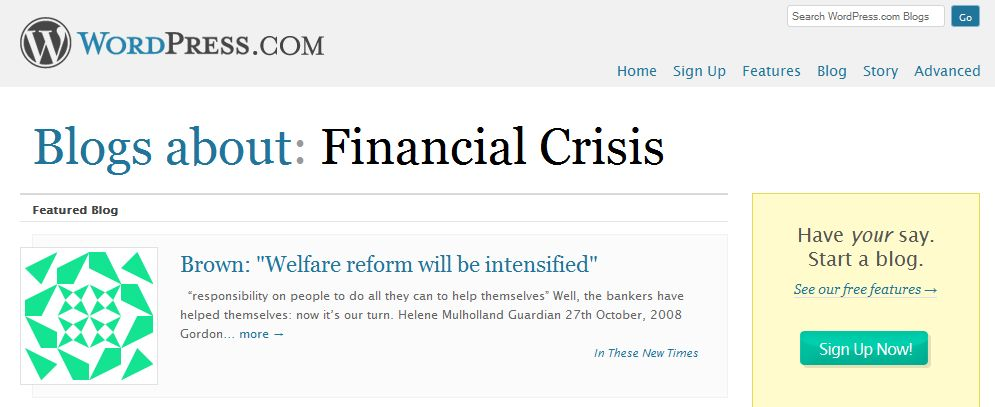 Search WordPress.com Blogs
Go
WORDPRESS.COM
Home Sign Up Features Blog Story Advanced
Blogs about: Financial Crisis
Featured Blog
Brown: "Welfare reform will be intensified"
“responsibility on people to do all they can to help themselves” Well, the bankers have
helped themselves: now it’s our turn. Helene Mulholland Guardian 27th October, 2008
Gordon… more →
In These New Times
Have your say.
Start a blog.
See our free features →
Sign Up Now!